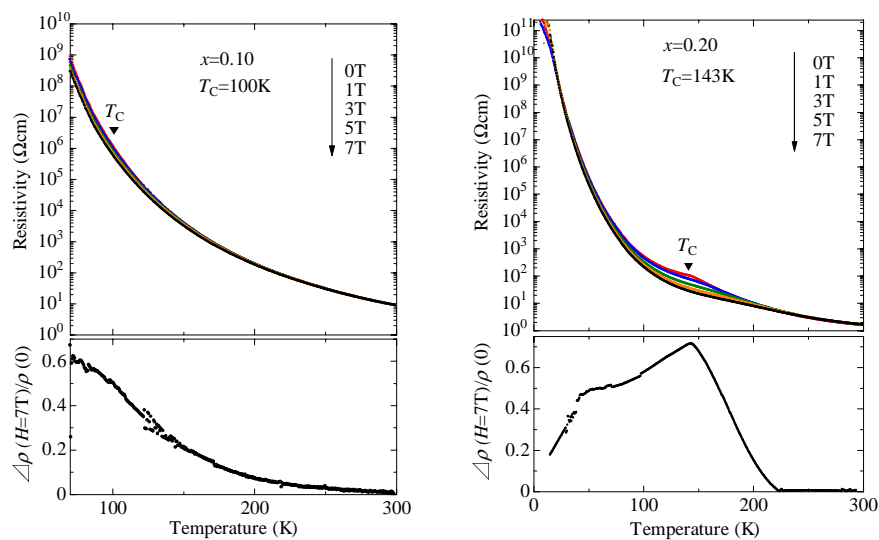 10^10
10^9
10^8
10^7
10^6
10^5
10^4
10^3
10^2
10^1
10^0
Resistivity (Ωcm)
x=0.10
T_C=100K
T_C
0T
1T
3T
5T
7T
0.6
0.4
0.2
0
⊿ρ (H=7T)/ρ (0)
100
200
300
Temperature (K)
10^11
10^10
10^9
10^8
10^7
10^6
10^5
10^4
10^3
10^2
10^1
10^0
Resistivity (Ωcm)
x=0.20
T_C=143K
T_C
0T
1T
3T
5T
7T
0.6
0.4
0.2
0
⊿ρ (H=7T)/ρ (0)
0
100
200
300
Temperature (K)